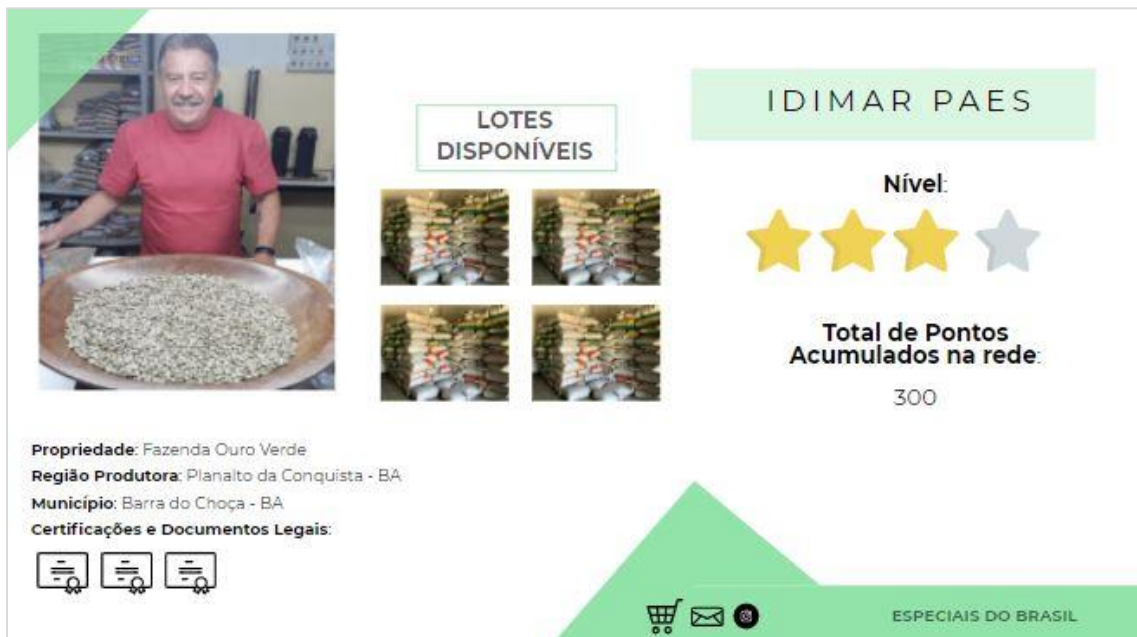 LOTES
DISPONÍVEIS
IDIMAR PAES
Nível:
Total de Pontos
Acumulados na rede:
300
Propriedade: Fazenda Ouro Verde
Região Produtora: Planalto da Conquista - BA
Município: Barra do Choça - BA
Certificações e Documentos Legais:
ESPECIAIS DO BRASIL